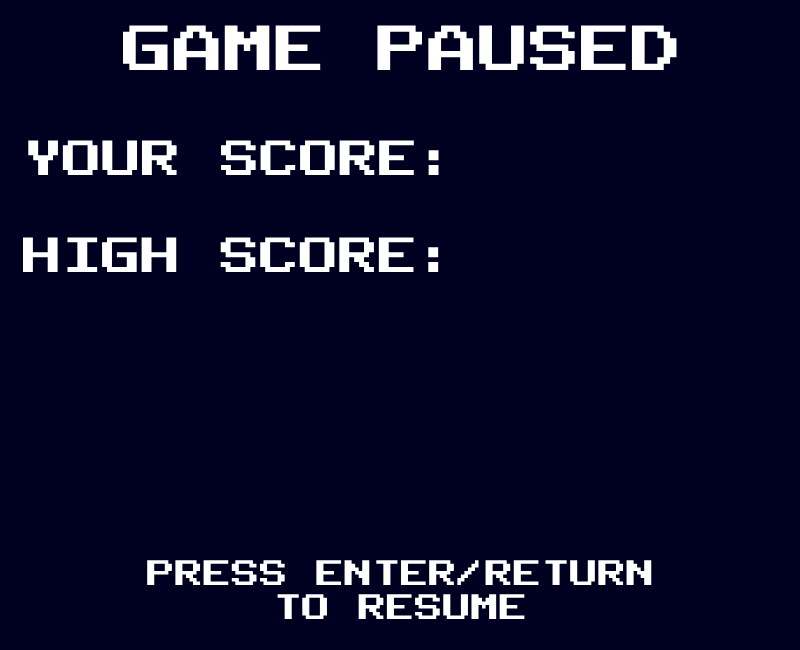 GAME PAUSED
YOUR SCORE:
HIGH SCORE:
PRESS ENTER/RETURN
TO RESUME